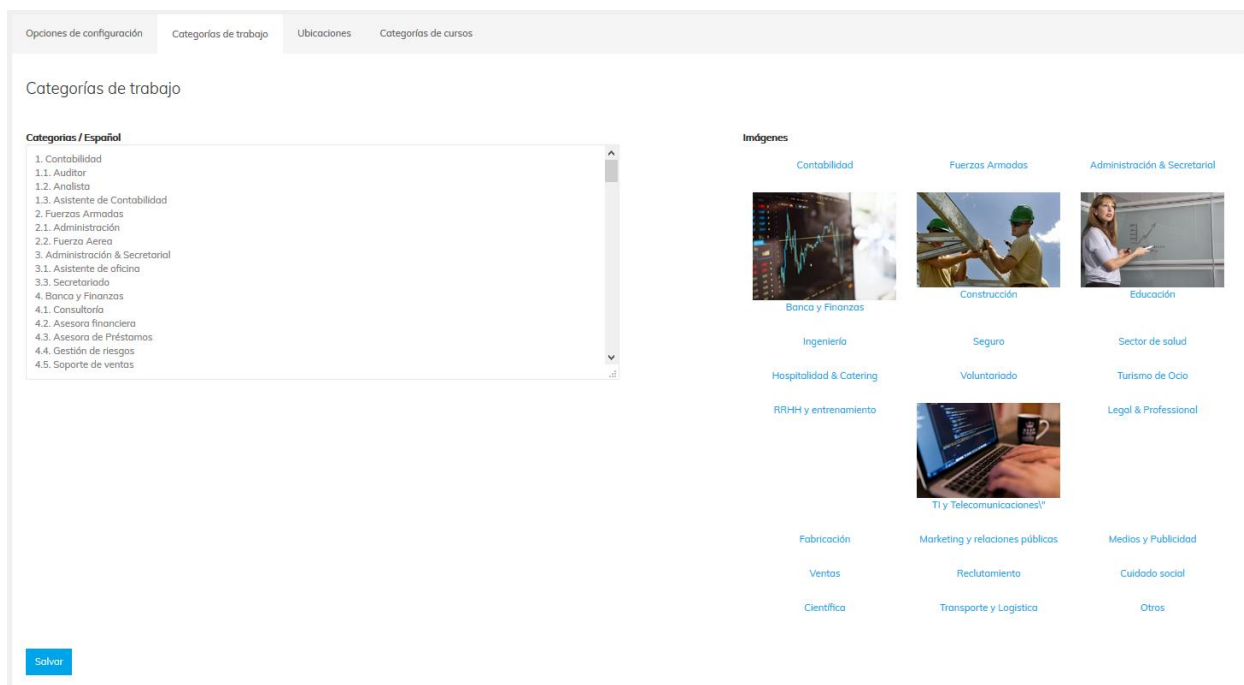 Opciones de configuración
Categorías de trabajo
Ubicaciones
Categorías de cursos
Categorías de trabajo
Categorias / Español
1. Contabilidad
1.1. Auditor
1.2. Analista
1.3. Asistente de Contabilidad
2. Fuerzas Armadas
2.1. Administración
2.2. Fuerza Aerea
3. Administración & Secretarial
3.1. Asistente de oficina
3.3. Secretariado
4. Banca y Finanzas
4.1. Consultoría
4.2. Asesora financiera
4.3. Asesora de Préstamos
4.4. Gestión de riesgos
4.5. Soporte de ventas
Imágenes
Contabilidad
Fuerzas Armadas
Administración & Secretarial
Banca y Finanzas
Construcción
Educación
Ingeniería
Seguro
Sector de salud
Hospitalidad & Catering
Voluntariado
Turismo de Ocio
RRHH y entrenamiento
TI y Telecomunicaciones\"
Legal & Professional
Fabricación
Marketing y relaciones públicas
Medios y Publicidad
Ventas
Reclutamiento
Cuidado social
Científica
Transporte y Logistica
Otros
Salvar